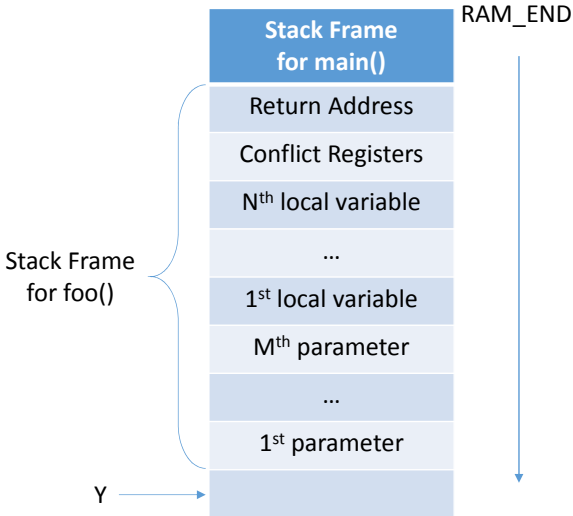 RAM_END
Stack Frame
for main()
Return Address
Conflict Registers
Nth local variable
...
1st local variable
Mth parameter
...
1st parameter
Stack Frame
for foo()
Y